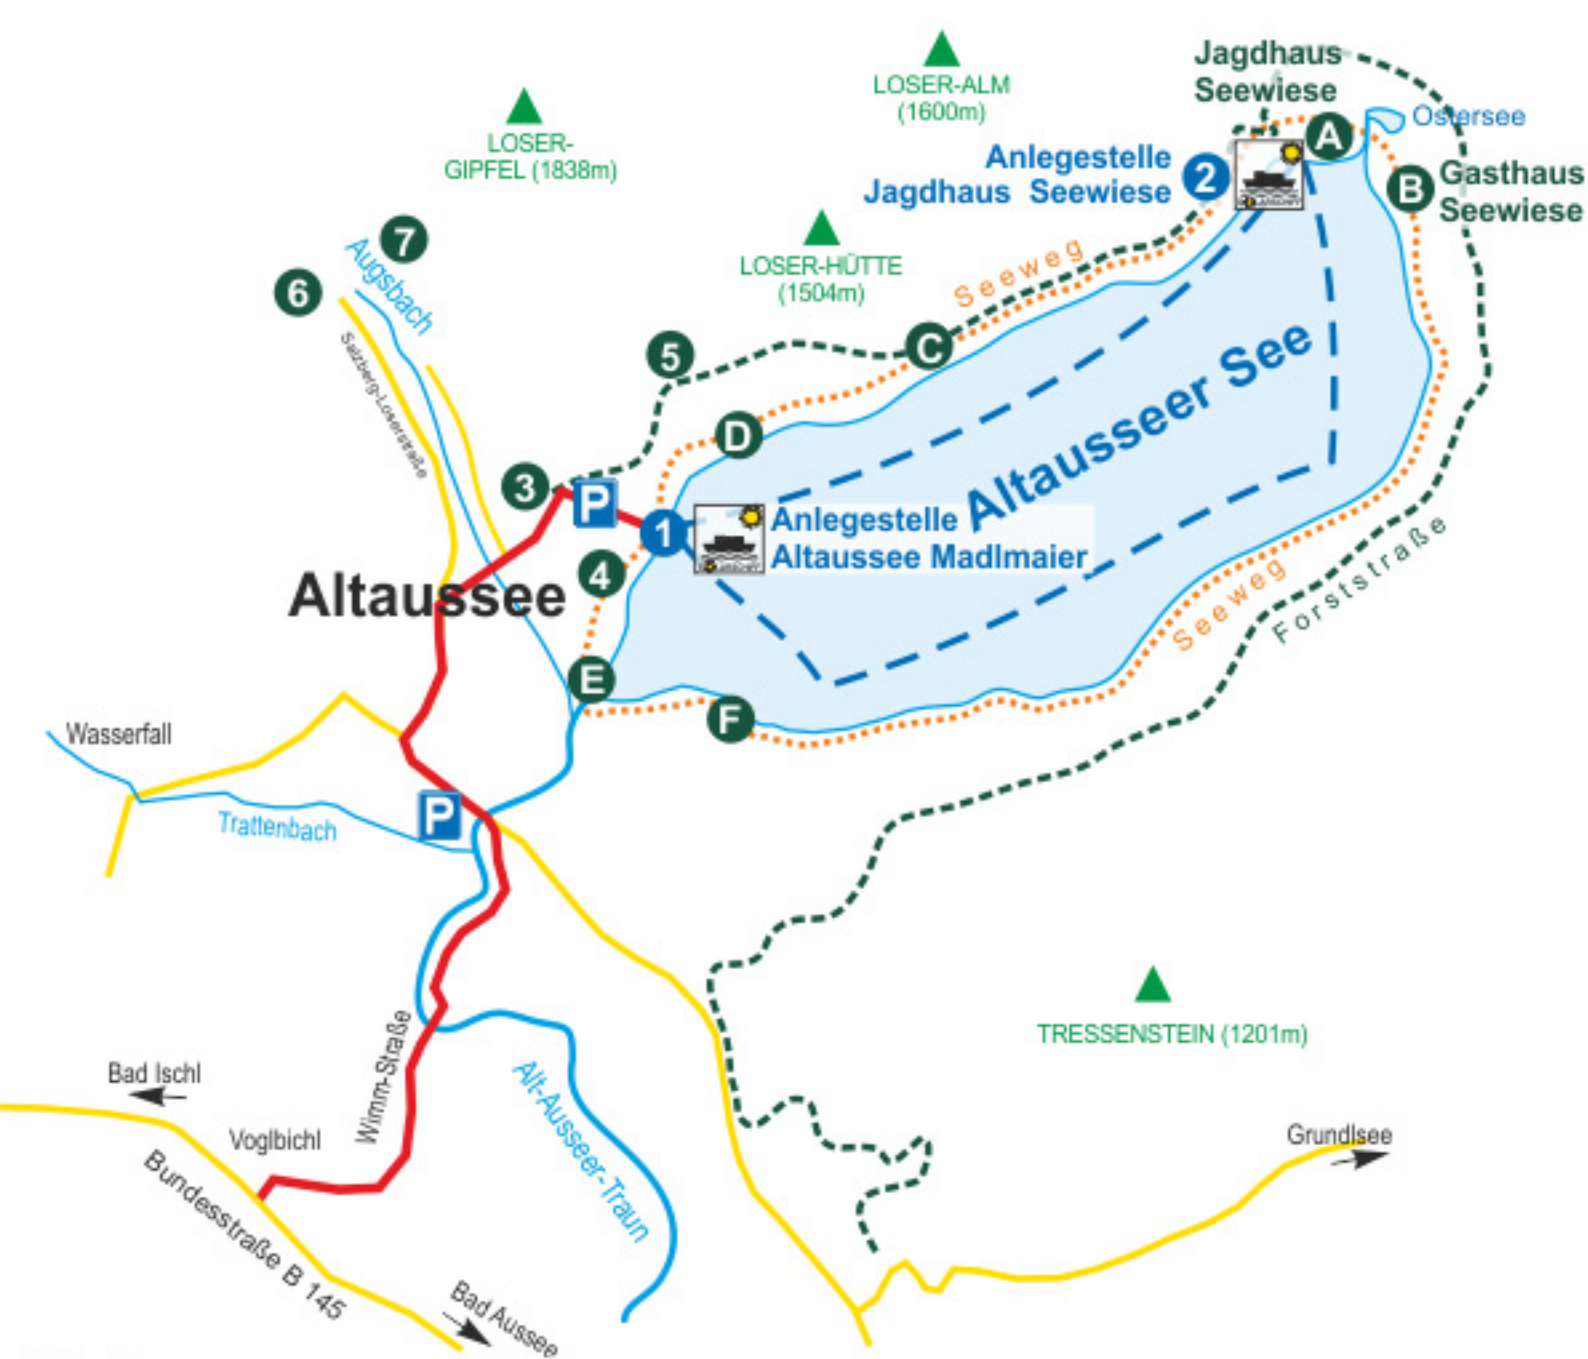 Jagdhaus
Seewiese
LOSER-ALM
(1600m)
LOSER-
GIPFEL (1838m)
A
Ostersee
Anlegestelle
Jagdhaus Seewiese
2
B
Gasthaus
Seewiese
7
Augsbach
6
LOSER-HÜTTE
(1504m)
Seeweg
Salzberg-Loserstraße
5
C
Altausseer See
D
3
P
1
Anlegestelle
Altaussee Madlmaier
4
Altaussee
Seeweg
Forststraße
E
F
Wasserfall
P
Trattenbach
TRESSENSTEIN (1201m)
Wimm-Straße
Bad Ischl
Alt-Ausseer-Traun
Voglbichl
Grundlsee
Bundesstraße B 145
Bad Aussee